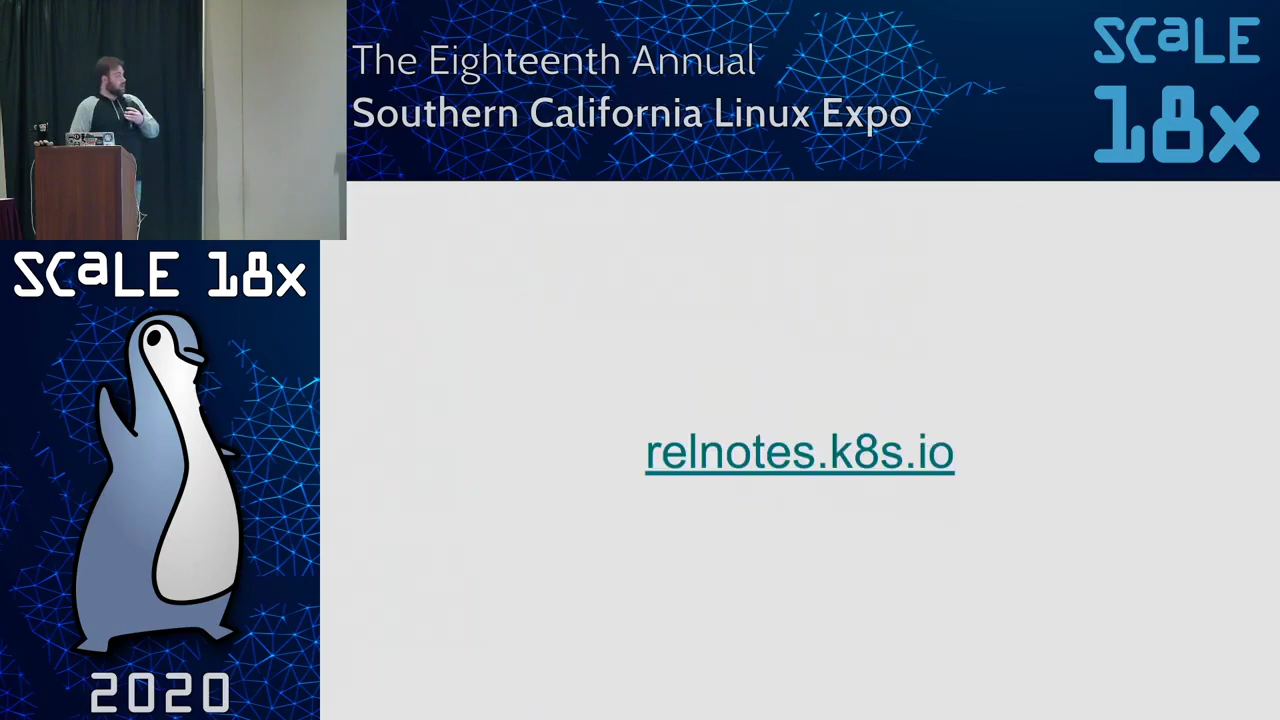 The Eighteenth Annual
Southern California Linux Expo
SCaLE
18x
SCaLE 18x
relnotes.k8s.io
2020